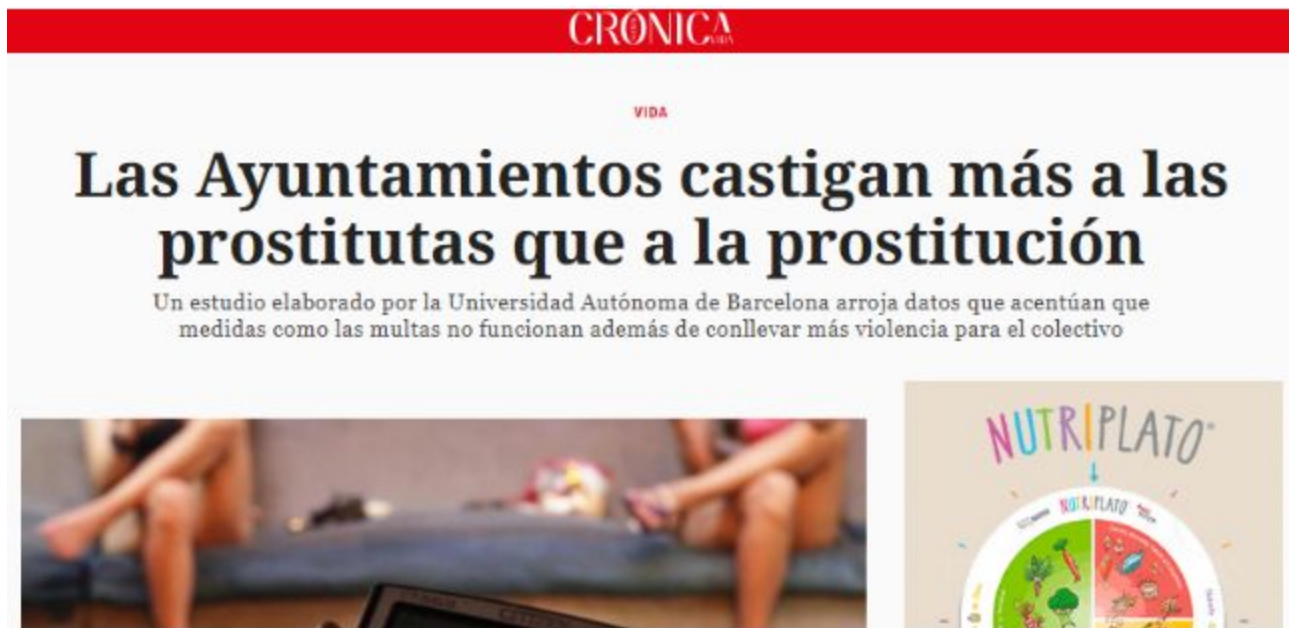 CRÓNICA
VIDA
Las Ayuntamientos castigan más a las
prostitutas que a la prostitución
Un estudio elaborado por la Universidad Autónoma de Barcelona arroja datos que acentúan que
medidas como las multas no funcionan además de conllevar más violencia para el colectivo
NUTRIPLATO®
NUTRIPLATO